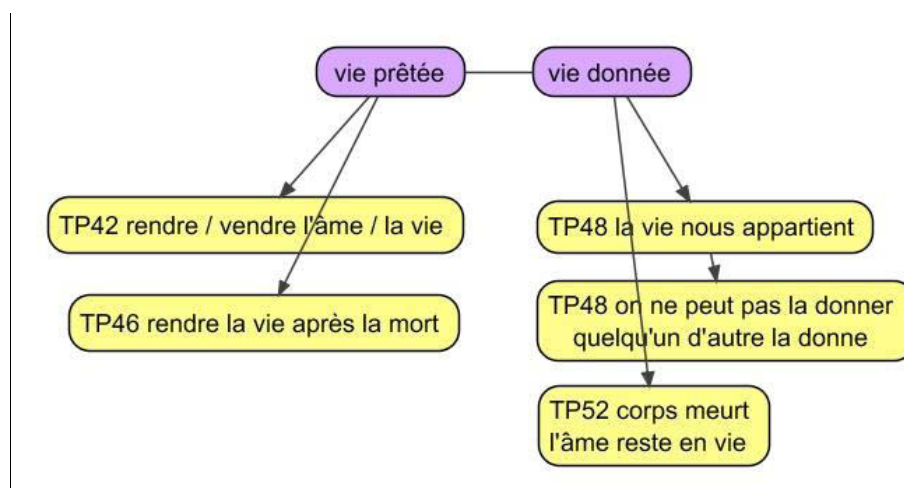 vie prêtée
vie donnée
TP42 rendre / vendre l'âme / la vie
TP46 rendre la vie après la mort
TP48 la vie nous appartient
TP48 on ne peut pas la donner
quelqu'un d'autre la donne
TP52 corps meurt
l'âme reste en vie